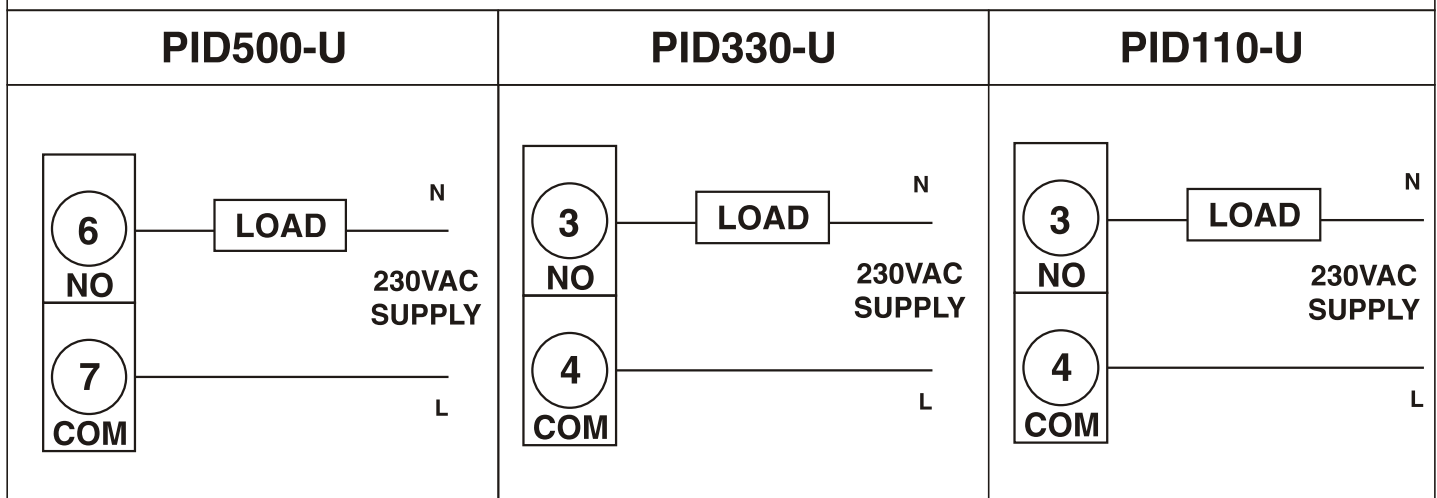 PID500-U
PID330-U
PID110-U
6
NO
7
COM
LOAD
N
230VAC
SUPPLY
L
3
NO
4
COM
LOAD
N
230VAC
SUPPLY
L
3
NO
4
COM
LOAD
N
230VAC
SUPPLY
L